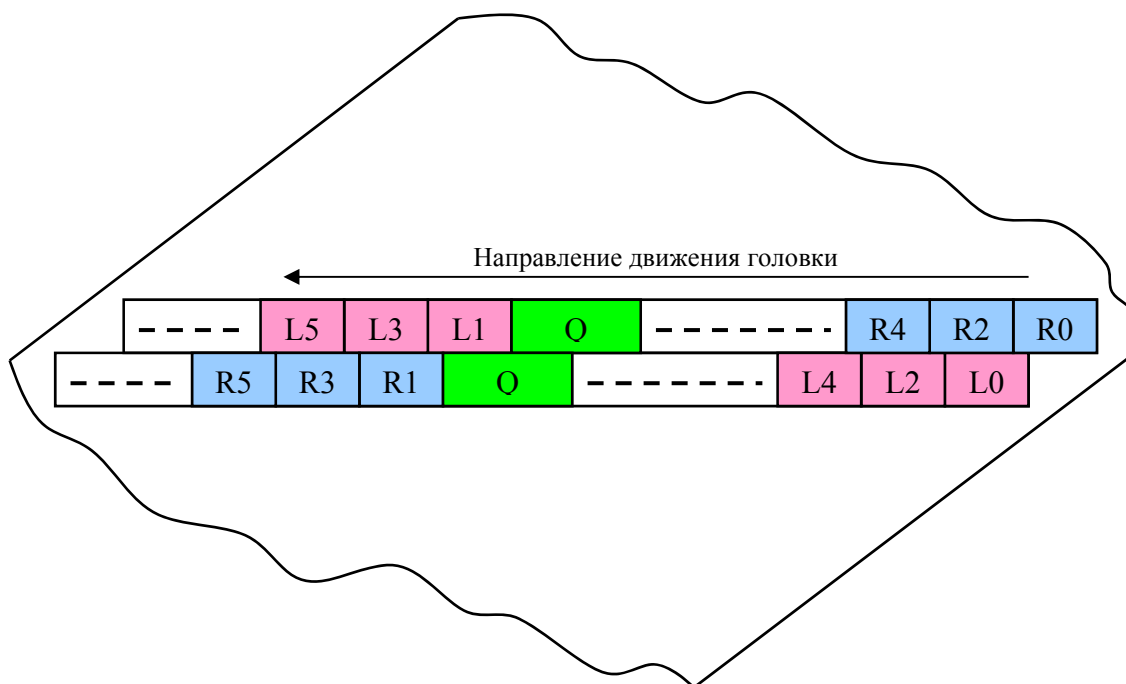 Направление движения головки
L5 L3 L1 Q R4 R2 R0
R5 R3 R1 Q L4 L2 L0